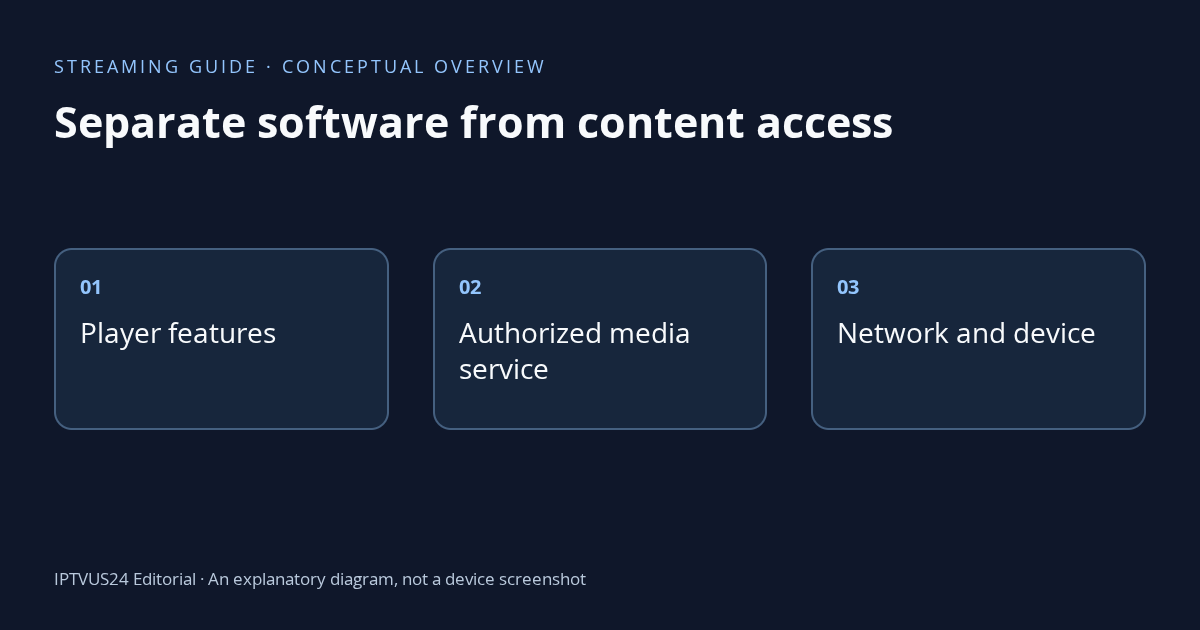 STREAMING GUIDE · CONCEPTUAL OVERVIEW
Separate software from content access
01
Player features
02
Authorized media
service
03
Network and device
IPTVUS24 Editorial · An explanatory diagram, not a device screenshot